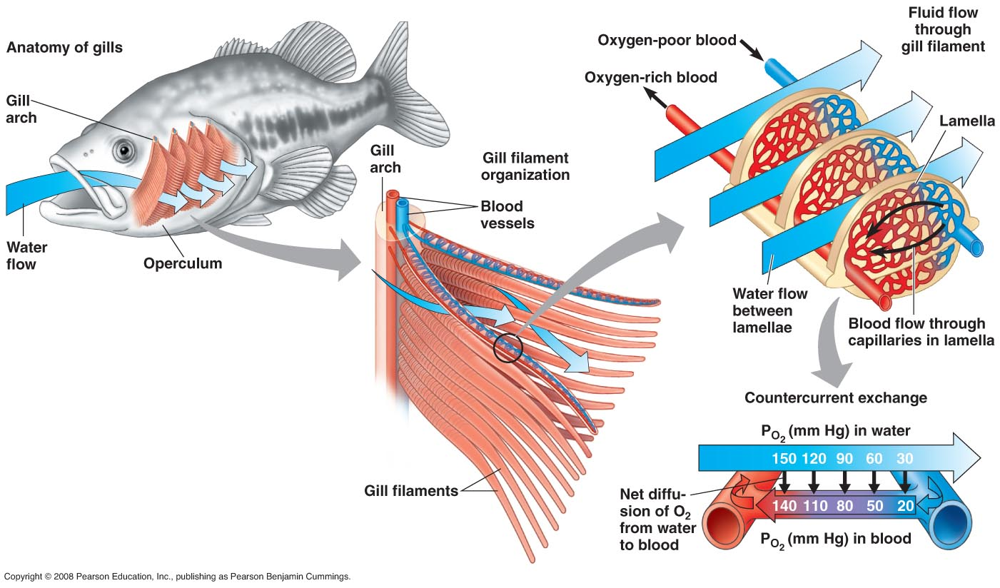 Anatomy of gills
Gill
arch
Water
flow
Operculum
Gill
arch
Gill filament
organization
Blood
vessels
Gill filaments
Oxygen-poor blood
Oxygen-rich blood
Fluid flow
through
gill filament
Lamella
Water flow
between
lamellae
Blood flow through
capillaries in lamella
Countercurrent exchange
PO2 (mm Hg) in water
150 120 90 60 30
Net diffu-
sion of O2
from water
to blood
140 110 80 50 20
PO2 (mm Hg) in blood
Copyright © 2008 Pearson Education, Inc., publishing as Pearson Benjamin Cummings.